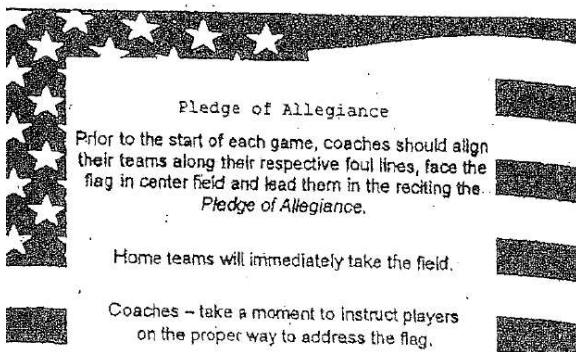 Pledge of Allegiance
Prior to the start of each game, coaches should align
their teams along their respective foul lines, face the
flag in center field and lead them in the reciting the
Pledge of Allegiance.
Home teams will immediately take the field.
Coaches – take a moment to instruct players
on the proper way to address the flag.